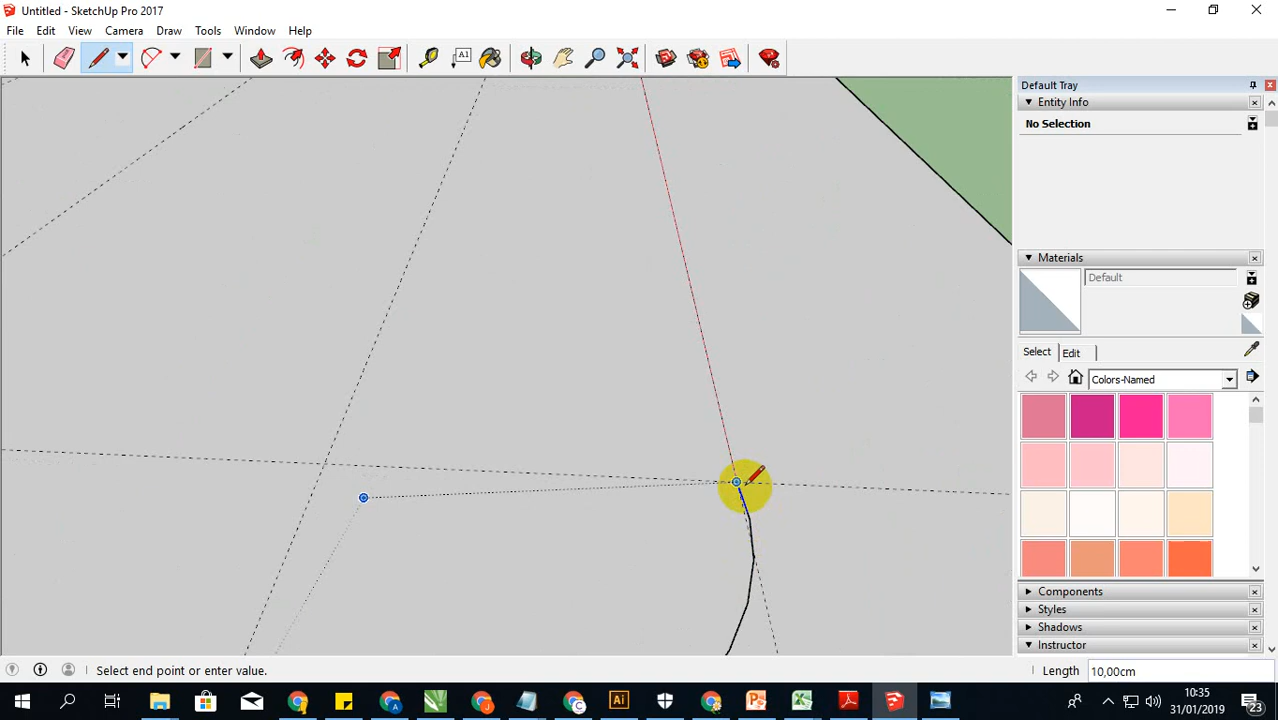 Untitled - SketchUp Pro 2017
File Edit View Camera Draw Tools Window Help
A1
Default Tray
Entity Info
No Selection
Materials
Default
Select Edit
Colors-Named
Components
Styles
Shadows
Instructor
Select end point or enter value.
Length 10,00cm
10:35
31/01/2019
23